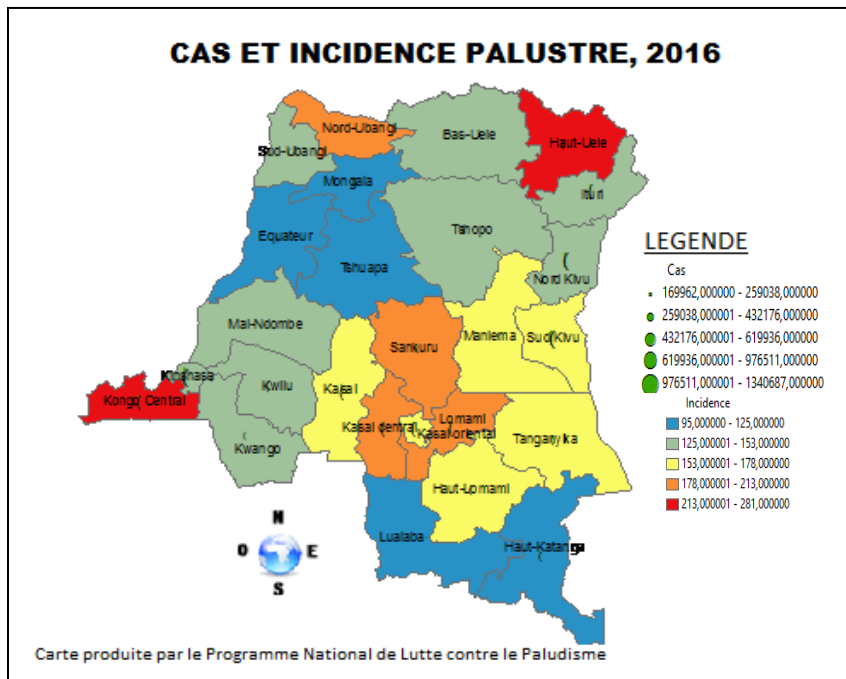 CAS ET INCIDENCE PALUSTRE, 2016
Nord-Ubangi
Bas-Uele
Haut-Uele
Sud-Ubangi
Mongala
Ituri
Equateur
Tshopo
Tshuapa
Nord Kivu
LEGENDE
Cas
169962,000000 - 259038,000000
259038,000001 - 432176,000000
432176,000001 - 619936,000000
619936,000001 - 976511,000000
976511,000001 - 1340687,000000
Incidence
95,000000 - 125,000000
125,000001 - 153,000000
153,000001 - 178,000000
178,000001 - 213,000000
213,000001 - 281,000000
Mai-Ndombe
Sankuru
Maniema
Sud Kivu
Kinshasa
Kongo Central
Kwilu
Kasai
Kwango
Kasai central
Lomami
Kasai oriental
Tanganyika
Haut-Lomami
Lualaba
Haut-Katanga
N
O
E
S
Carte produite par le Programme National de Lutte contre le Paludisme